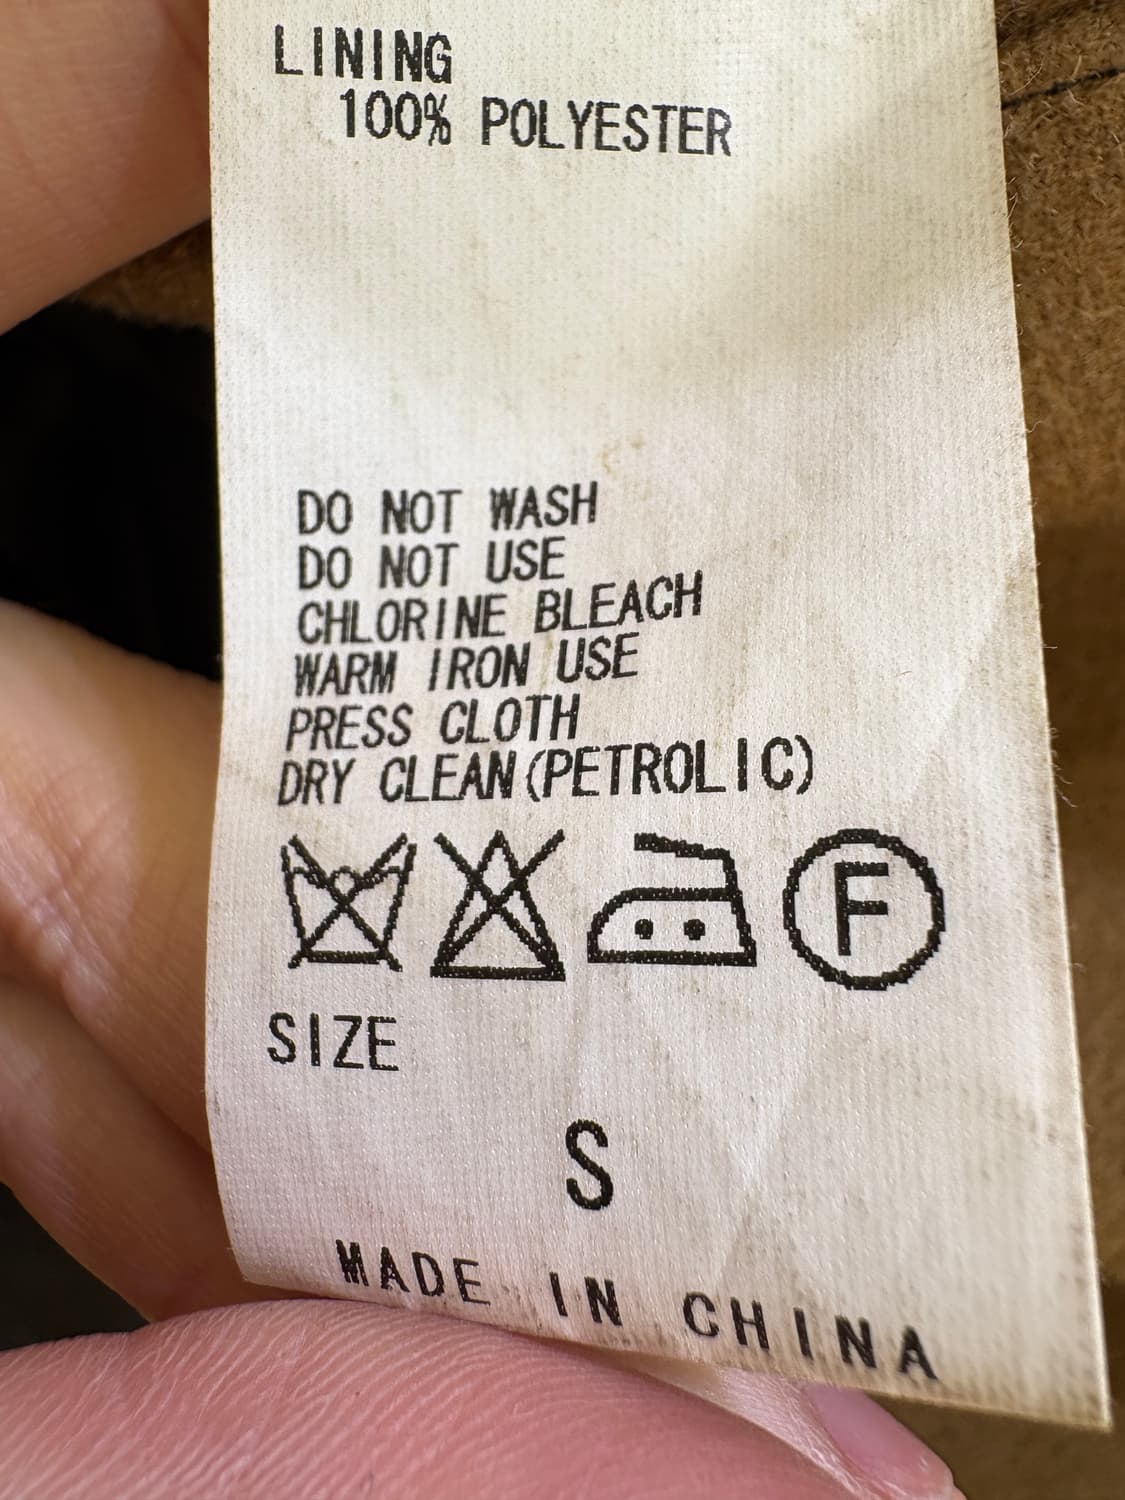 LINING
100% POLYESTER
DO NOT WASH
DO NOT USE
CHLORINE BLEACH
WARM IRON USE
PRESS CLOTH
DRY CLEAN(PETROLIC)
F
SIZE
S
MADE IN CHINA